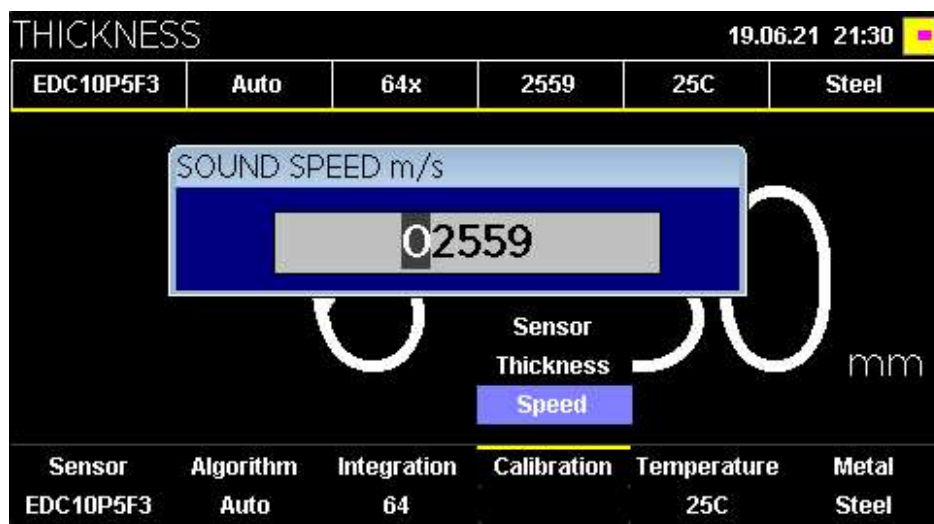 THICKNESS 19.06.21 21:30
EDC10P5F3 Auto 64x 2559 25C Steel
SOUND SPEED m/s
02559
Sensor
Thickness
mm
Speed
Sensor Algorithm Integration Calibration Temperature Metal
EDC10P5F3 Auto 64 25C Steel